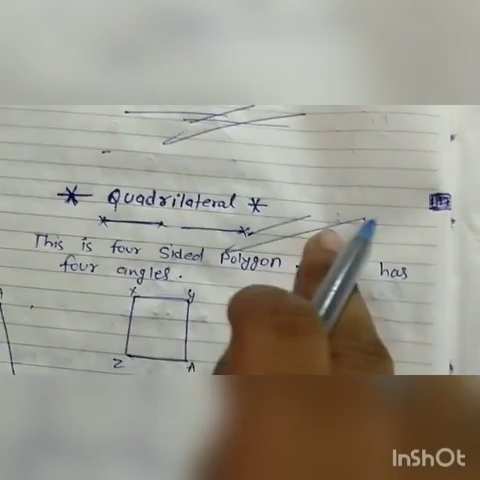 * Quadrilateral *
This is four sided Polygon. has
four angles.
x y
z A
InShOt